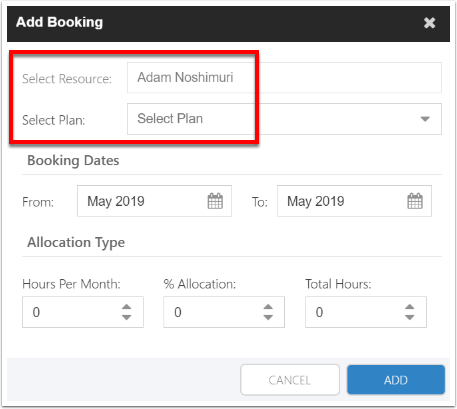 Add Booking
Select Resource: Adam Noshimuri
Select Plan: Select Plan
Booking Dates
From: May 2019 To: May 2019
Allocation Type
Hours Per Month: % Allocation: Total Hours:
0 0 0
CANCEL ADD